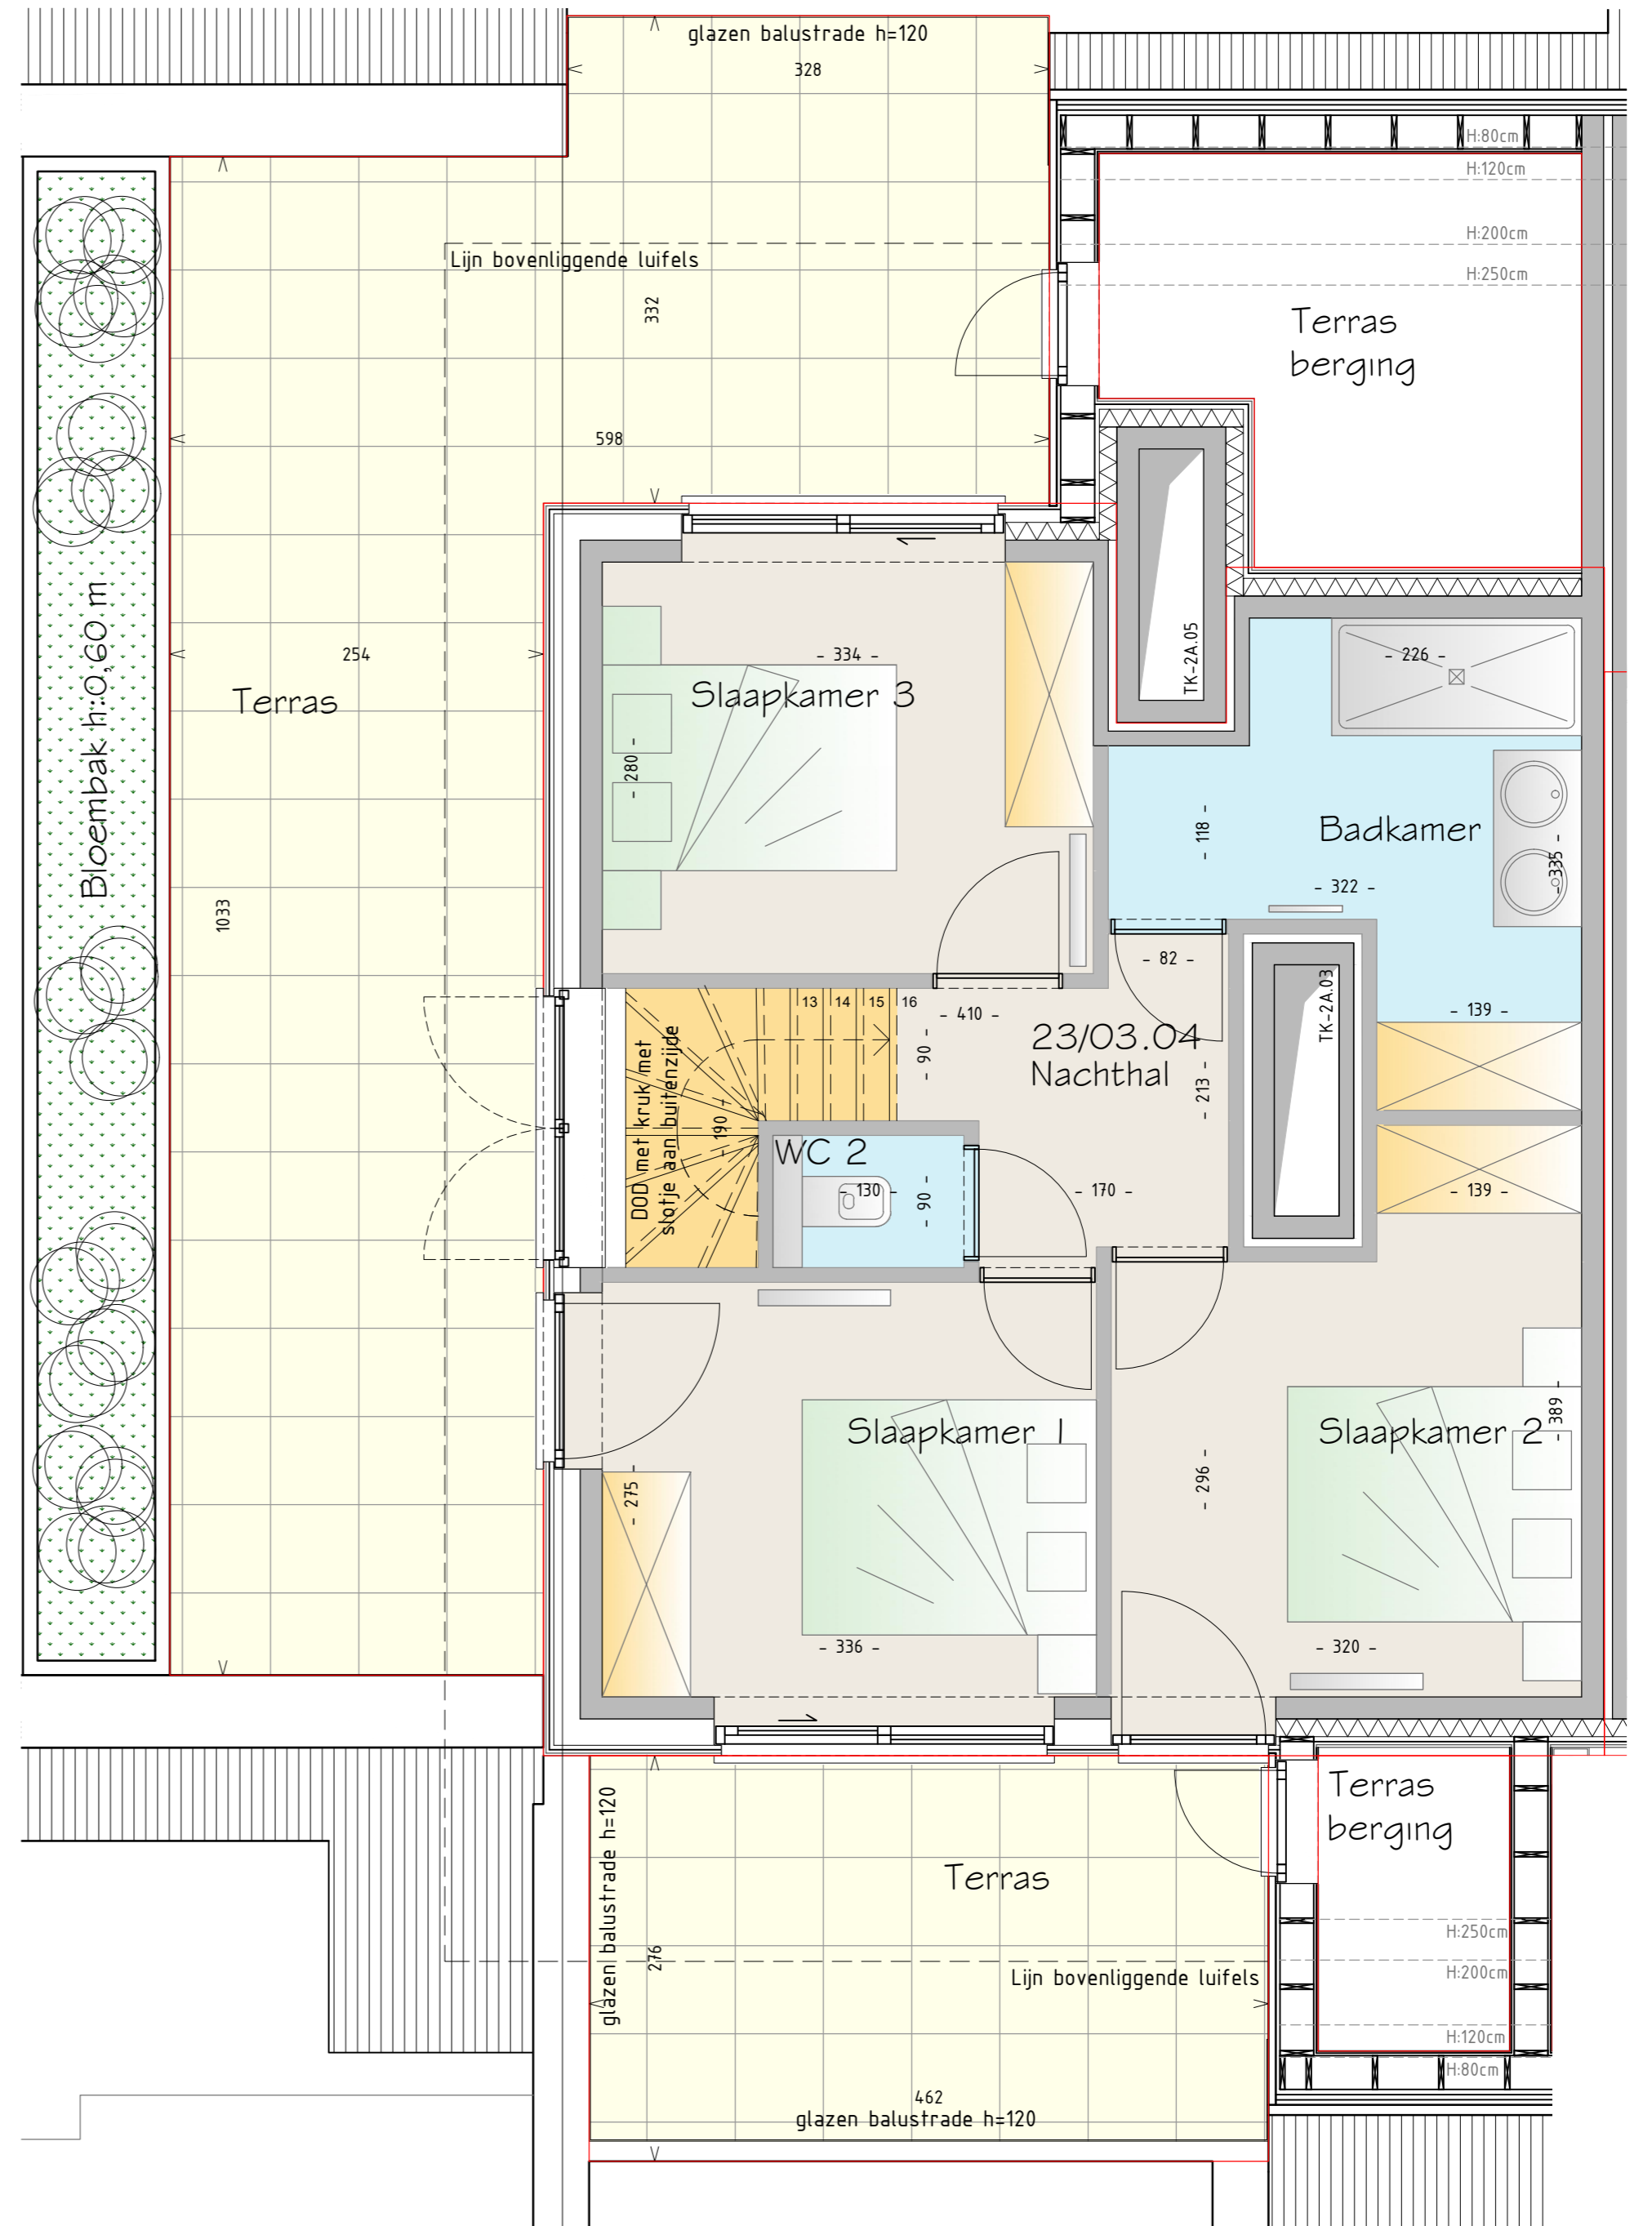 glazen balustrade h=120
328
H:80cm
H:120cm
H:200cm
H:250cm
Lijn bovenliggende luifels
332
Terras
berging
598
254
Terras
Bloembak h:0,60 m
1033
- 334 -
Slaapkamer 3
- 280 -
TK-2A.05
- 226 -
- 118 -
Badkamer
- 335 -
- 322 -
- 82 -
13 14 15 16
- 410 -
- 90 -
23/03.04
Nachthal
- 213 -
TK-2A.03
- 139 -
DOD met kruk met
slotje aan buitenzijde
- 190 -
WC 2
- 130 -
- 90 -
- 170 -
- 139 -
Slaapkamer 1
- 275 -
- 336 -
Slaapkamer 2
- 389 -
- 296 -
- 320 -
glazen balustrade h=120
276
Terras
Terras
berging
Lijn bovenliggende luifels
H:250cm
H:200cm
H:120cm
H:80cm
462
glazen balustrade h=120